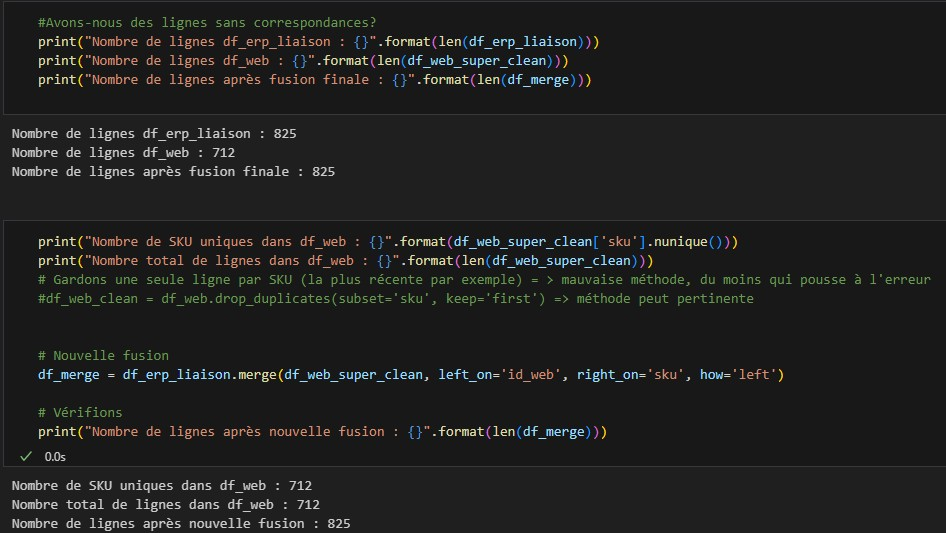 #Avons-nous des lignes sans correspondances?
print("Nombre de lignes df_erp_liaison : {}".format(len(df_erp_liaison)))
print("Nombre de lignes df_web : {}".format(len(df_web_super_clean)))
print("Nombre de lignes après fusion finale : {}".format(len(df_merge)))
Nombre de lignes df_erp_liaison : 825
Nombre de lignes df_web : 712
Nombre de lignes après fusion finale : 825
print("Nombre de SKU uniques dans df_web : {}".format(df_web_super_clean['sku'].nunique()))
print("Nombre total de lignes dans df_web : {}".format(len(df_web_super_clean)))
# Gardons une seule ligne par SKU (la plus récente par exemple) = > mauvaise méthode, du moins qui pousse à l'erreur
#df_web_clean = df_web.drop_duplicates(subset='sku', keep='first') => méthode peut pertinente
# Nouvelle fusion
df_merge = df_erp_liaison.merge(df_web_super_clean, left_on='id_web', right_on='sku', how='left')
# Vérifions
print("Nombre de lignes après nouvelle fusion : {}".format(len(df_merge)))
0.0s
Nombre de SKU uniques dans df_web : 712
Nombre total de lignes dans df_web : 712
Nombre de lignes après nouvelle fusion : 825